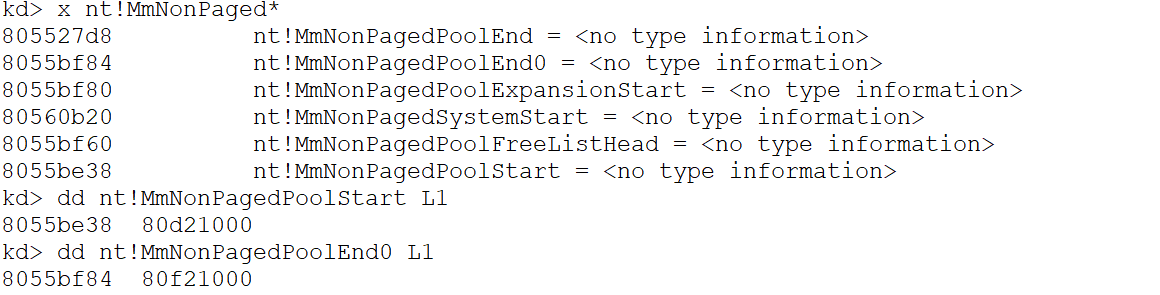 kd> x nt!MmNonPaged*
805527d8          nt!MmNonPagedPoolEnd = <no type information>
8055bf84          nt!MmNonPagedPoolEnd0 = <no type information>
8055bf80          nt!MmNonPagedPoolExpansionStart = <no type information>
80560b20          nt!MmNonPagedSystemStart = <no type information>
8055bf60          nt!MmNonPagedPoolFreeListHead = <no type information>
8055be38          nt!MmNonPagedPoolStart = <no type information>
kd> dd nt!MmNonPagedPoolStart L1
8055be38  80d21000
kd> dd nt!MmNonPagedPoolEnd0 L1
8055bf84  80f21000